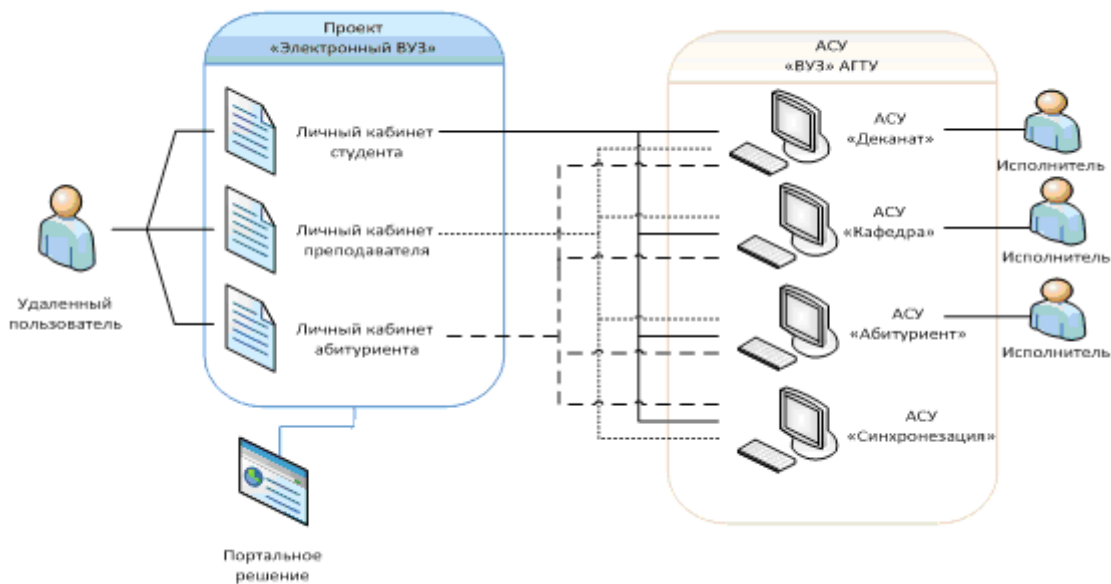 Проект
«Электронный ВУЗ»
АСУ
«ВУЗ» АГТУ
Личный кабинет
студента
АСУ
«Деканат»
Исполнитель
Личный кабинет
преподавателя
АСУ
«Кафедра»
Исполнитель
Удаленный
пользователь
Личный кабинет
абитуриента
АСУ
«Абитуриент»
Исполнитель
АСУ
«Синхронезация»
Портальное
решение